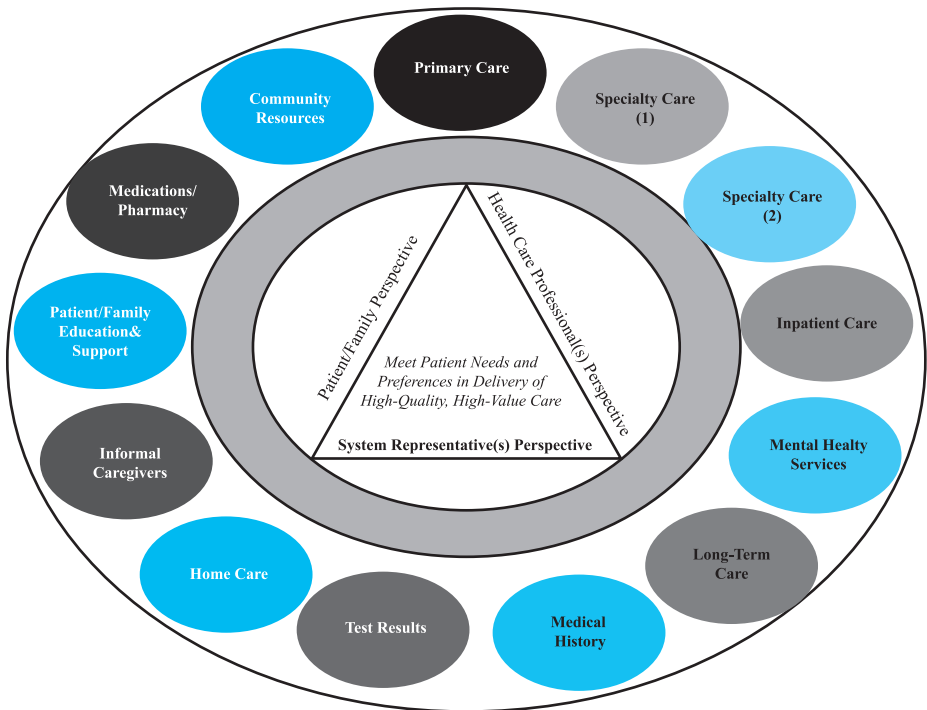 Primary Care
Specialty Care
(1)
Specialty Care
(2)
Inpatient Care
Mental Healty
Services
Long-Term
Care
Medical
History
Test Results
Home Care
Informal
Caregivers
Patient/Family
Education&
Support
Medications/
Pharmacy
Community
Resources
Patient/Family Perspective
Health Care Professional(s) Perspective
Meet Patient Needs and
Preferences in Delivery of
High-Quality, High-Value Care
System Representative(s) Perspective